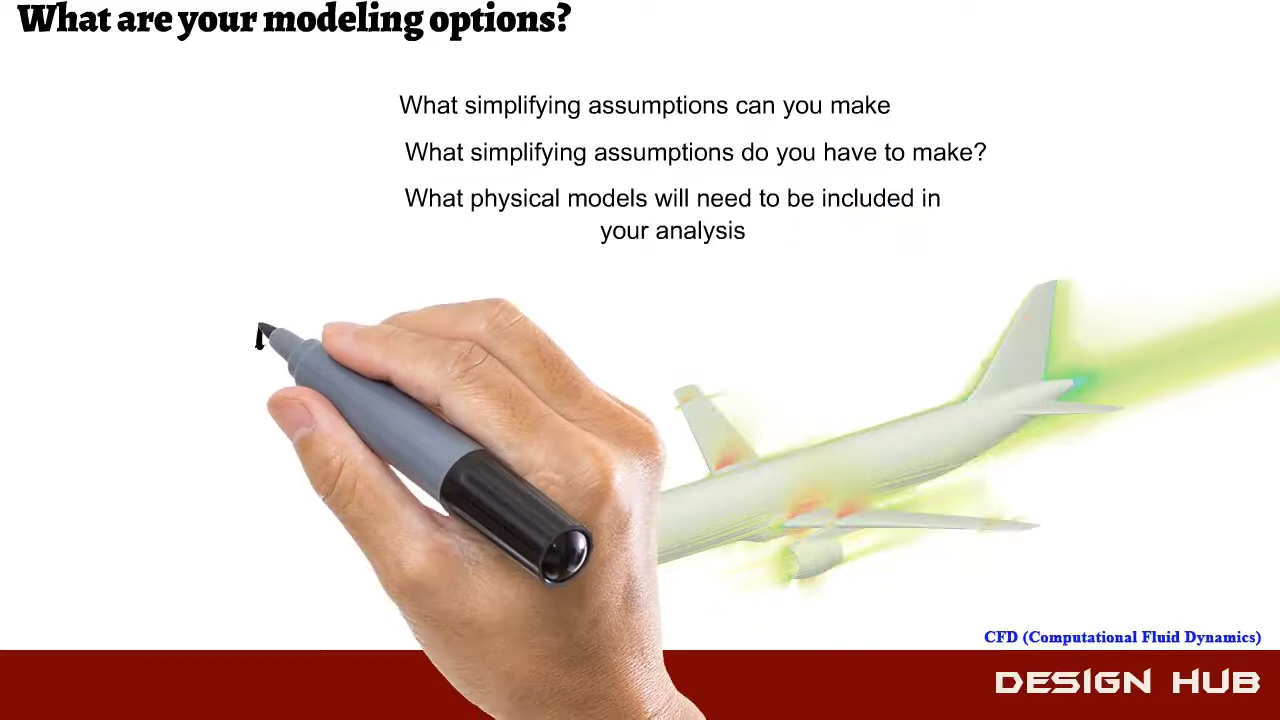 What are your modeling options?
What simplifying assumptions can you make
What simplifying assumptions do you have to make?
What physical models will need to be included in
your analysis
CFD (Computational Fluid Dynamics)
DESIGN HUB